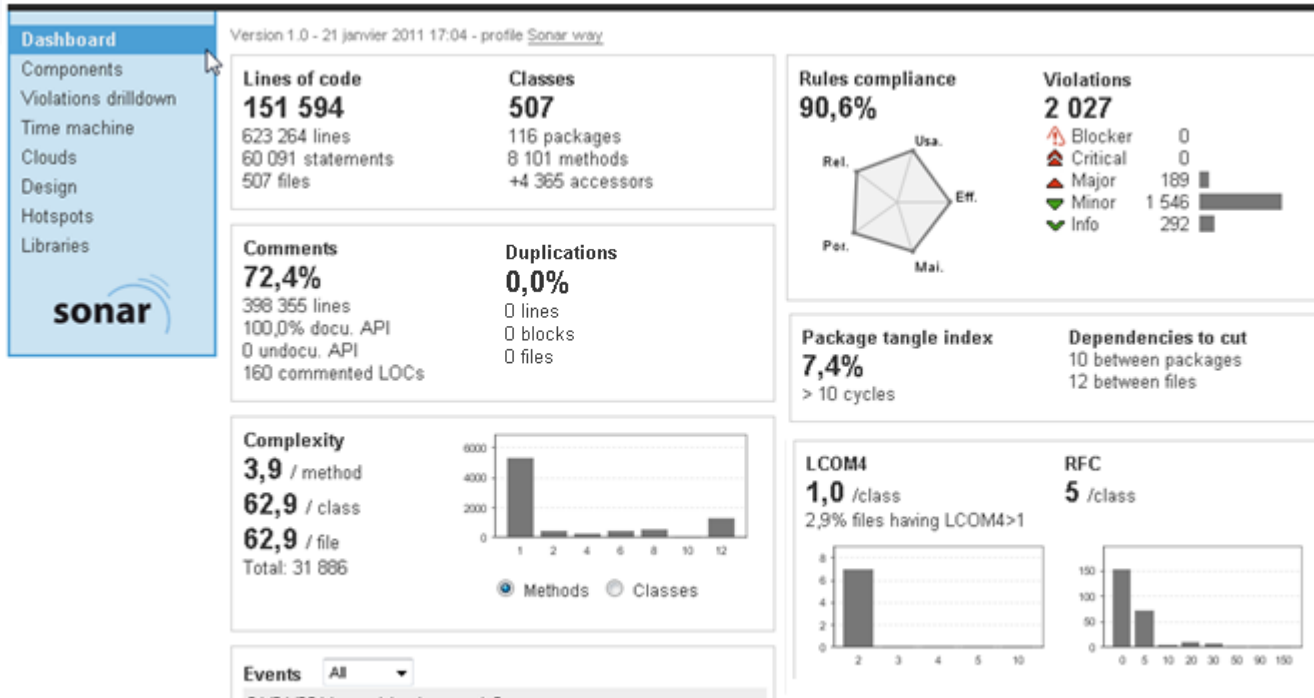 Dashboard
Components
Violations drilldown
Time machine
Clouds
Design
Hotspots
Libraries
sonar
Version 1.0 - 21 janvier 2011 17:04 - profile Sonar way
Lines of code
151 594
623 264 lines
60 091 statements
507 files
Classes
507
116 packages
8 101 methods
+4 365 accessors
Comments
72,4%
398 355 lines
100,0% docu. API
0 undocu. API
160 commented LOCs
Duplications
0,0%
0 lines
0 blocks
0 files
Complexity
3,9 / method
62,9 / class
62,9 / file
Total: 31 886
6000
4000
2000
0
1 2 4 6 8 10 12
Methods Classes
Events All
Rules compliance
90,6%
Usa.
Rel.
Eff.
Por.
Mai.
Violations
2 027
Blocker 0
Critical 0
Major 189
Minor 1 546
Info 292
Package tangle index
7,4%
> 10 cycles
Dependencies to cut
10 between packages
12 between files
LCOM4
1,0 /class
2,9% files having LCOM4>1
8
6
4
2
0
2 3 4 5 10
RFC
5 /class
150
100
50
0
0 5 10 20 30 50 90 150